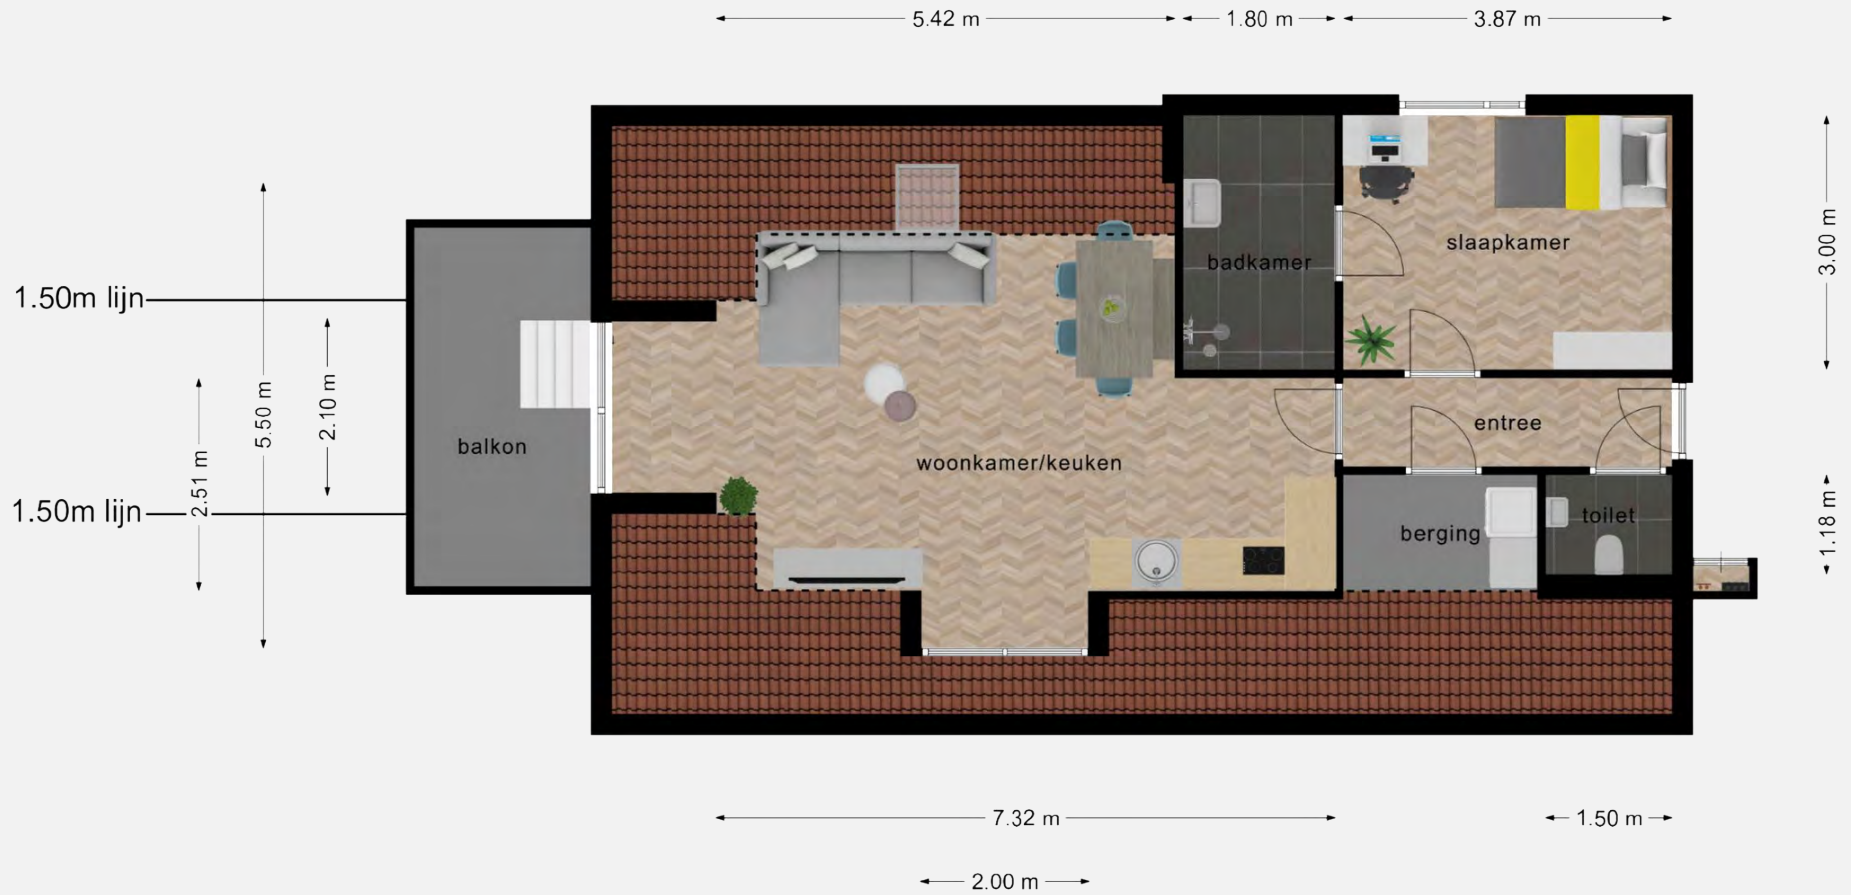 5.42 m
1.80 m
3.87 m
badkamer
slaapkamer
3.00 m
1.50m lijn
2.10 m
5.50 m
2.51 m
balkon
woonkamer/keuken
entree
1.50m lijn
berging
toilet
1.18 m
7.32 m
1.50 m
2.00 m